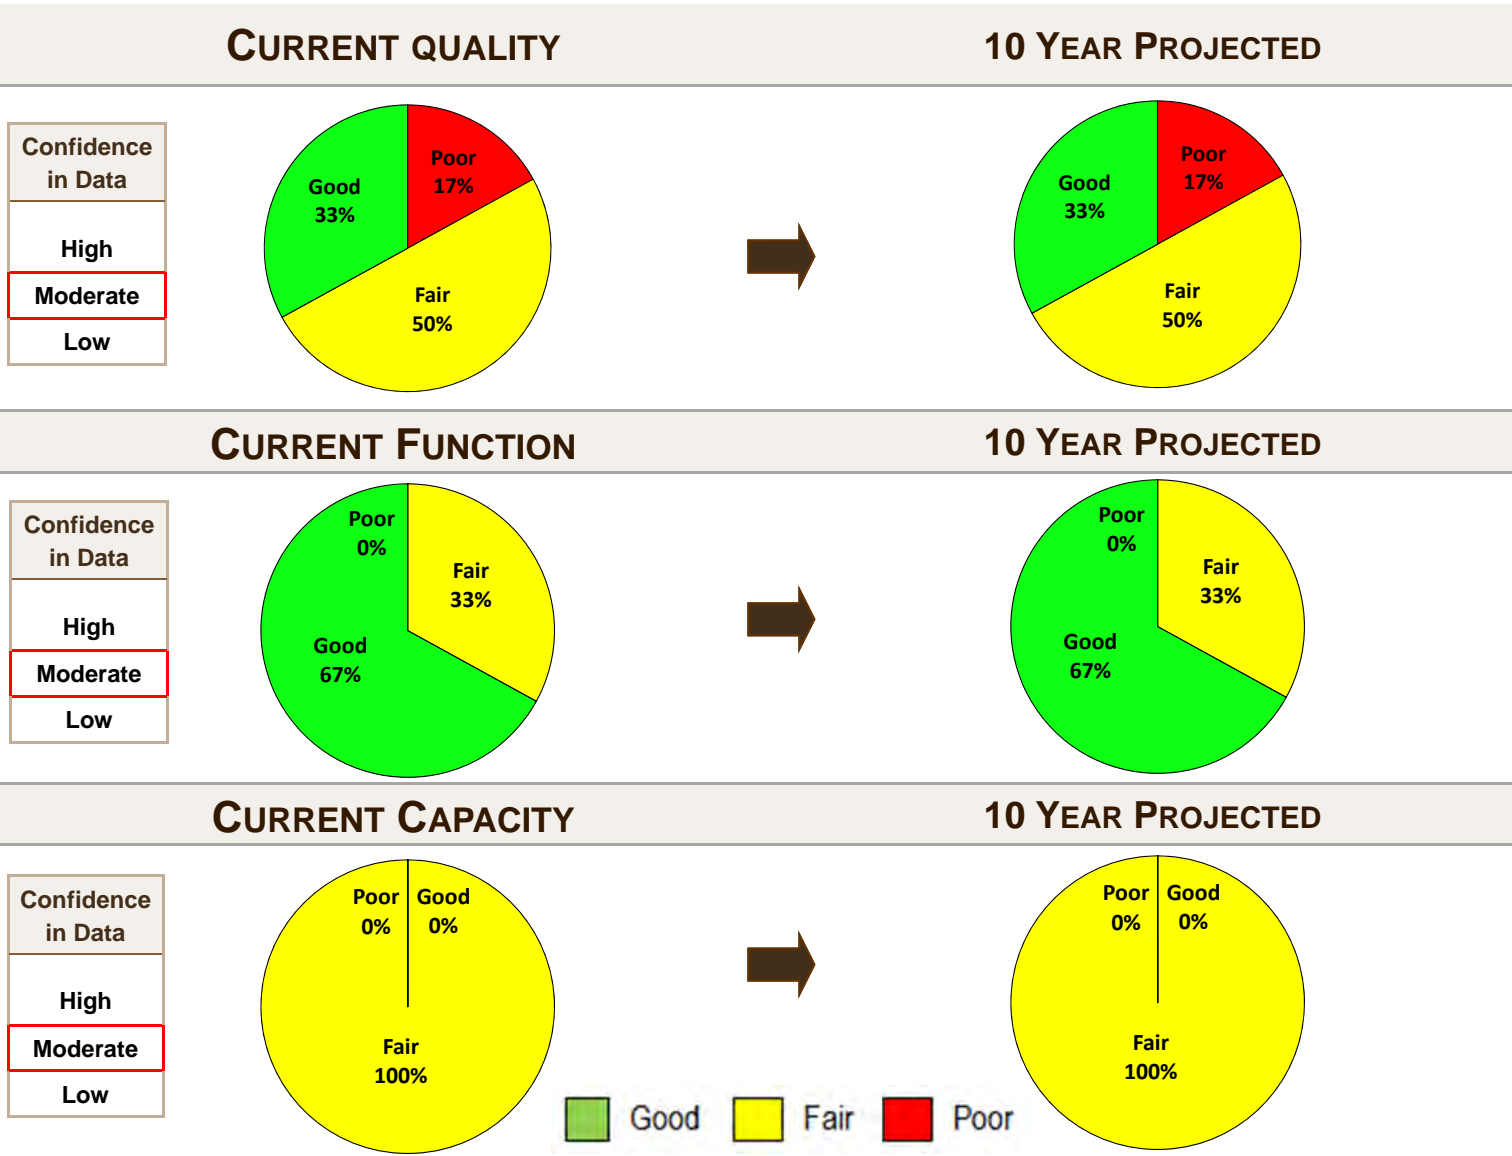 CURRENT QUALITY
10 YEAR PROJECTED
Confidence
in Data
High
Moderate
Low
Good
33%
Poor
17%
Fair
50%
Good
33%
Poor
17%
Fair
50%
CURRENT FUNCTION
10 YEAR PROJECTED
Confidence
in Data
High
Moderate
Low
Poor
0%
Fair
33%
Good
67%
Poor
0%
Fair
33%
Good
67%
CURRENT CAPACITY
10 YEAR PROJECTED
Confidence
in Data
High
Moderate
Low
Poor
0%
Good
0%
Fair
100%
Poor
0%
Good
0%
Fair
100%
Good
Fair
Poor